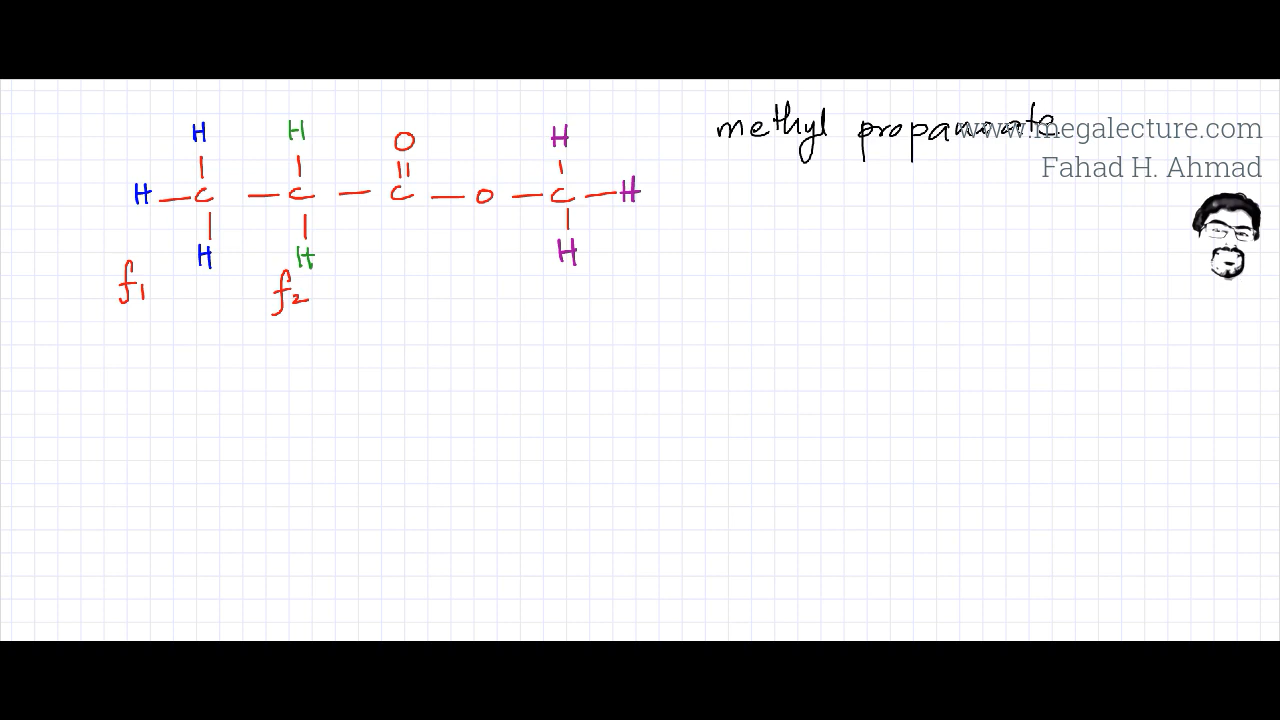 methyl propanoate
www.megalecture.com
Fahad H. Ahmad
H H O H
H — C — C — C — O — C — H
H H H
f1 f2